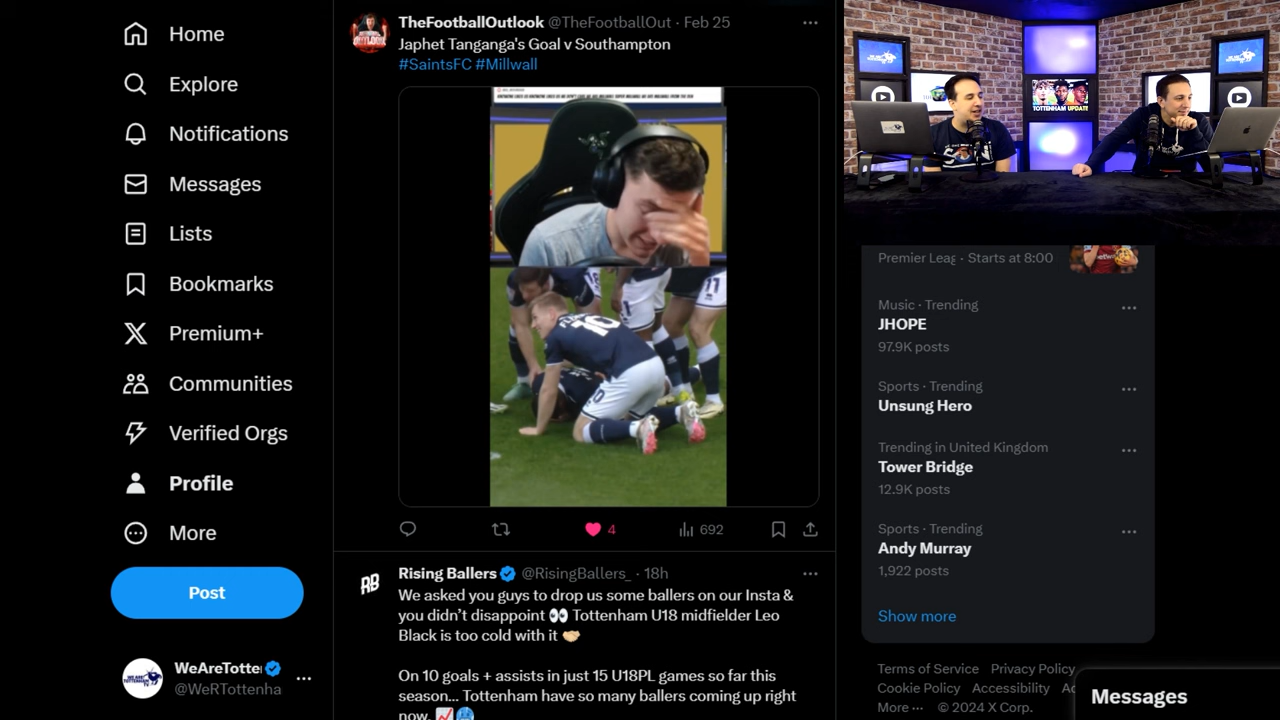 Home
Explore
Notifications
Messages
Lists
Bookmarks
Premium+
Communities
Verified Orgs
Profile
More
Post
WeAreTotte
@WeRTottenha
TheFootballOutlook @TheFootballOut · Feb 25
Japhet Tanganga's Goal v Southampton
#SaintsFC #Millwall
10
11
4
692
RB
Rising Ballers @RisingBallers_ · 18h
We asked you guys to drop us some ballers on our Insta &
you didn't disappoint 👀 Tottenham U18 midfielder Leo
Black is too cold with it 🤝🏻
On 10 goals + assists in just 15 U18PL games so far this
season... Tottenham have so many ballers coming up right
now. 📈🥶
TOTTENHAM UPDATE
Premier Leag · Starts at 8:00
Music · Trending
JHOPE
97.9K posts
Sports · Trending
Unsung Hero
Trending in United Kingdom
Tower Bridge
12.9K posts
Sports · Trending
Andy Murray
1,922 posts
Show more
Terms of Service Privacy Policy
Cookie Policy Accessibility
More ··· © 2024 X Corp.
Messages